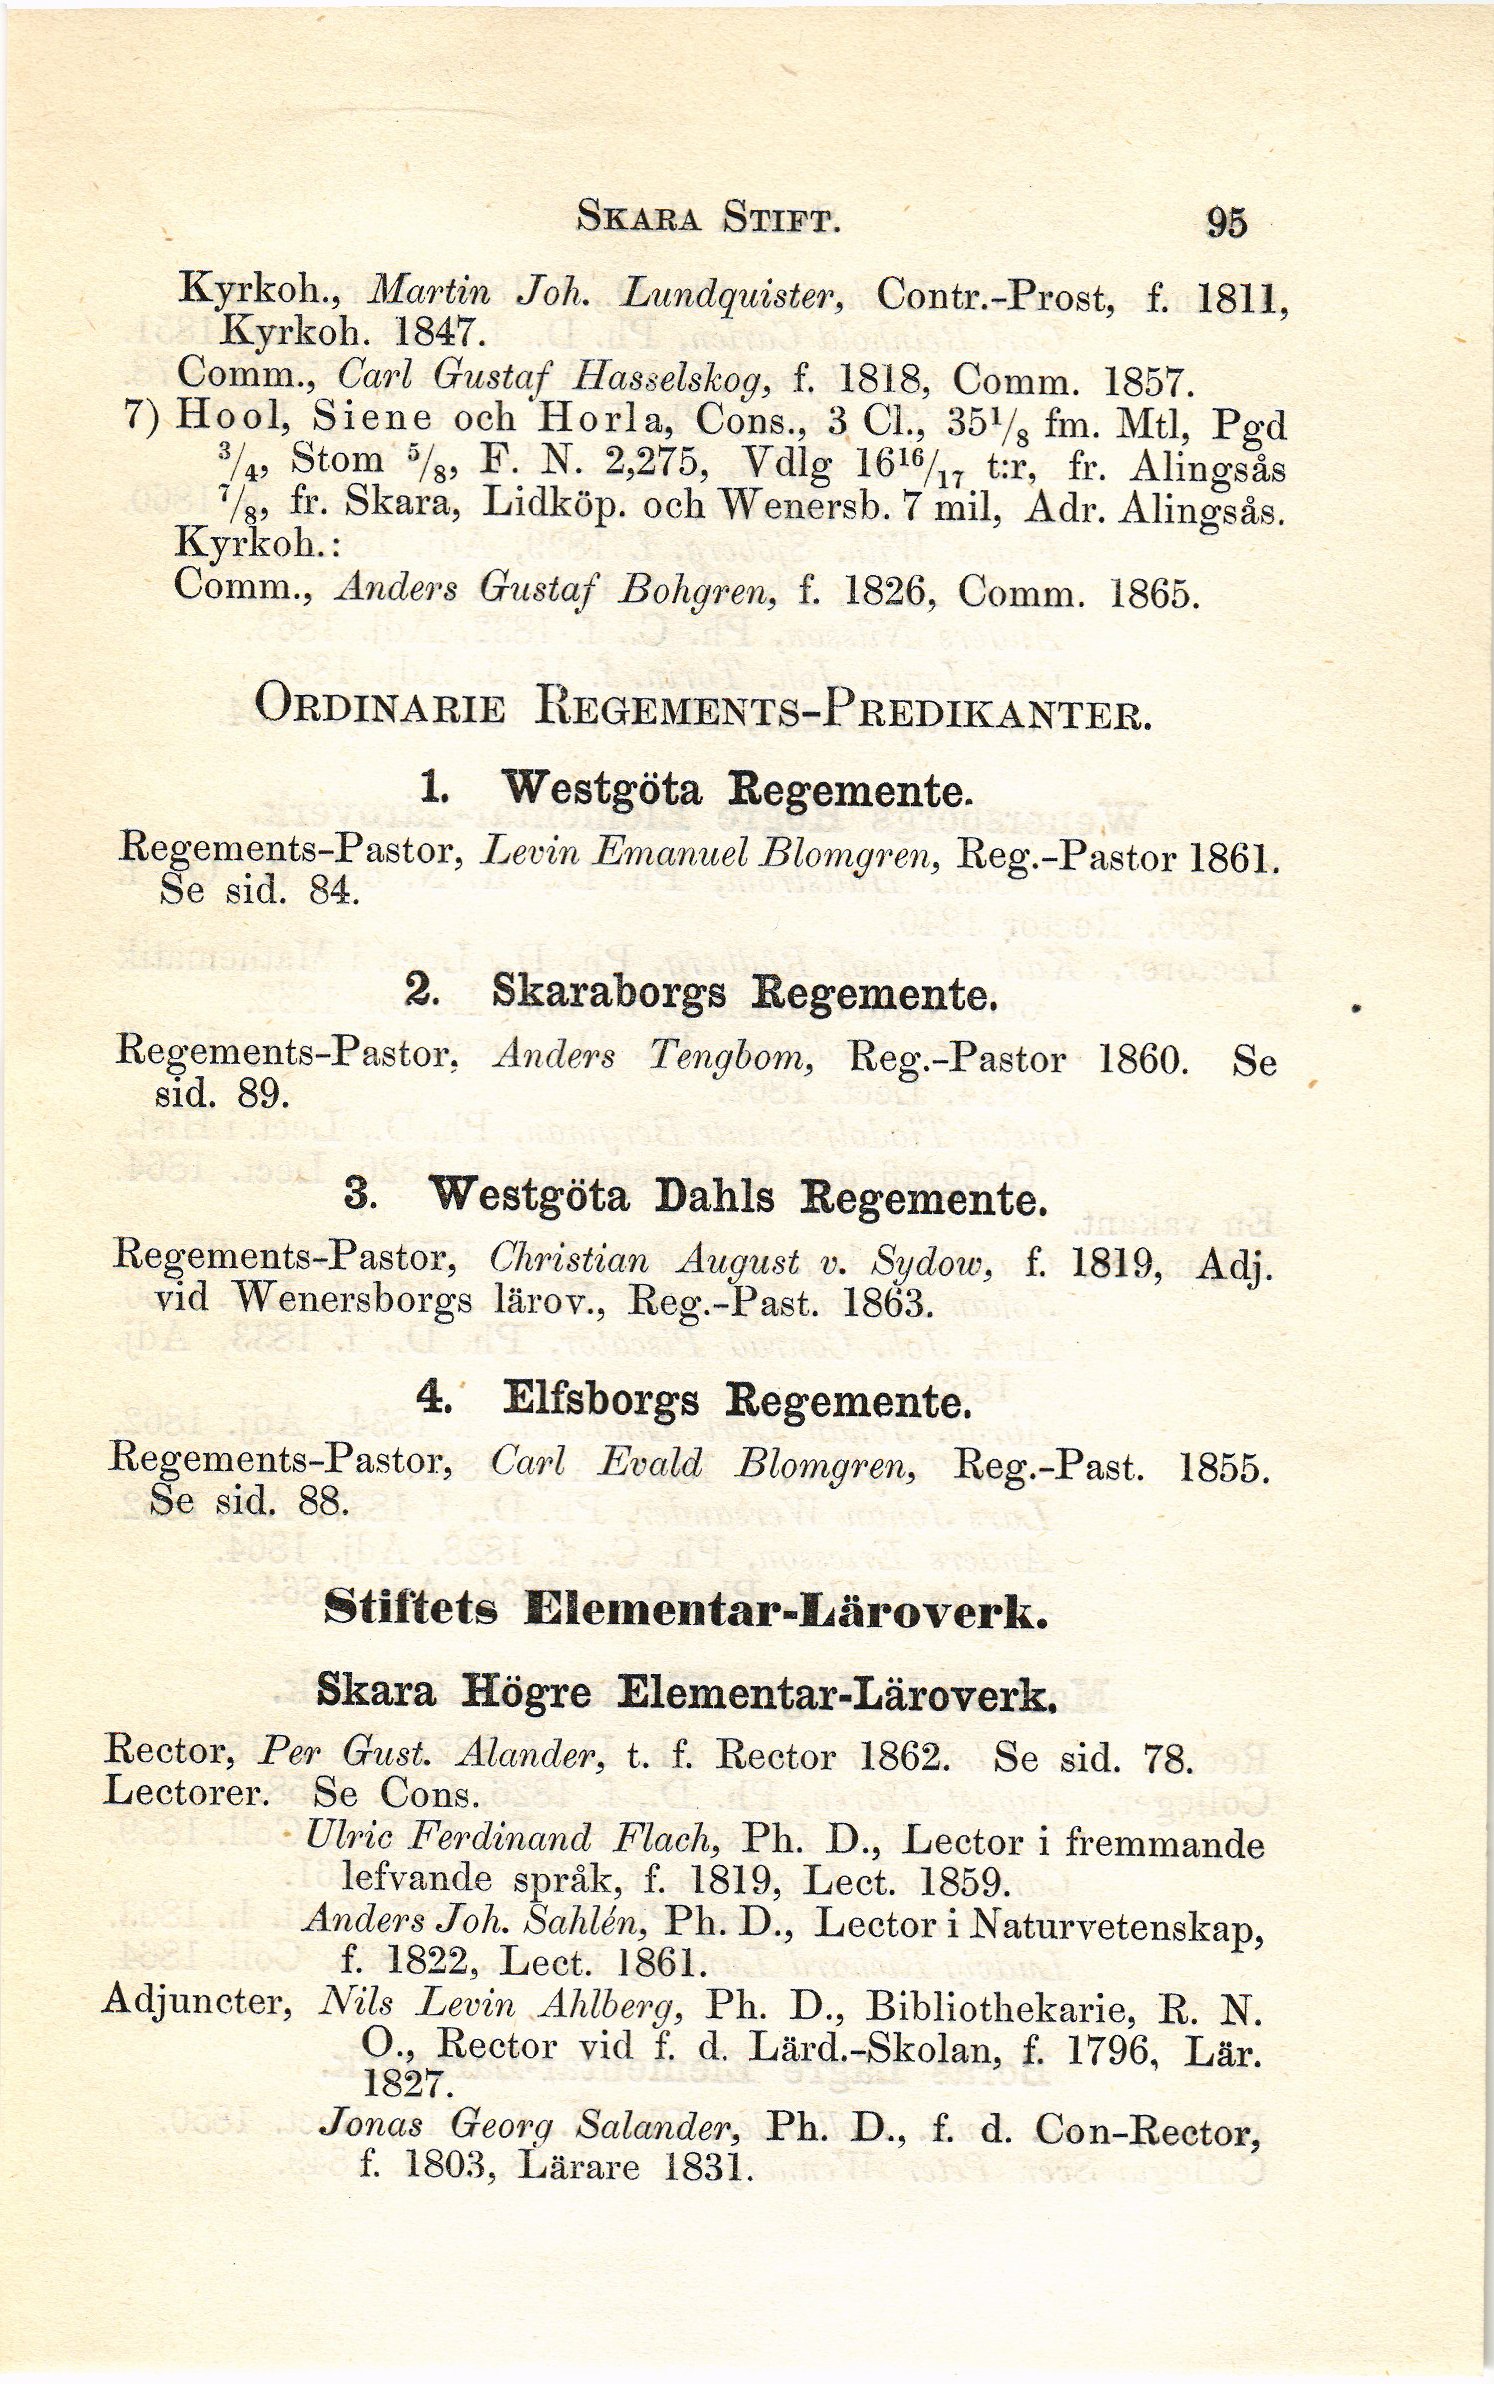 SKARA STIFT. 95
Kyrkoh., Martin Joh. Lundquister, Contr.-Prost, f. 1811,
Kyrkoh. 1847.
Comm., Carl Gustaf Hasselskog, f. 1818, Comm. 1857.
7) Hool, Siene och Horla, Cons., 3 Cl., 35¹/₈ fm. Mtl, Pgd
³/₄, Stom ⁵/₈, F. N. 2,275, Vdlg 16¹⁶/₁₇ t:r, fr. Alingsås
⁷/₈, fr. Skara, Lidköp. och Wenersb. 7 mil, Adr. Alingsås.
Kyrkoh.:
Comm., Anders Gustaf Bohgren, f. 1826, Comm. 1865.
ORDINARIE REGEMENTS-PREDIKANTER.
1. Westgöta Regemente.
Regements-Pastor, Levin Emanuel Blomgren, Reg.-Pastor 1861.
Se sid. 84.
2. Skaraborgs Regemente.
Regements-Pastor, Anders Tengbom, Reg.-Pastor 1860. Se
sid. 89.
3. Westgöta Dahls Regemente.
Regements-Pastor, Christian August v. Sydow, f. 1819, Adj.
vid Wenersborgs lärov., Reg.-Past. 1863.
4. Elfsborgs Regemente.
Regements-Pastor, Carl Evald Blomgren, Reg.-Past. 1855.
Se sid. 88.
Stiftets Elementar-Läroverk.
Skara Högre Elementar-Läroverk.
Rector, Per Gust. Alander, t. f. Rector 1862. Se sid. 78.
Lectorer. Se Cons.
Ulric Ferdinand Flach, Ph. D., Lector i fremmande
lefvande språk, f. 1819, Lect. 1859.
Anders Joh. Sahlén, Ph. D., Lector i Naturvetenskap,
f. 1822, Lect. 1861.
Adjuncter, Nils Levin Ahlberg, Ph. D., Bibliothekarie, R. N.
O., Rector vid f. d. Lärd.-Skolan, f. 1796, Lär.
1827.
Jonas Georg Salander, Ph. D., f. d. Con-Rector,
f. 1803, Lärare 1831.